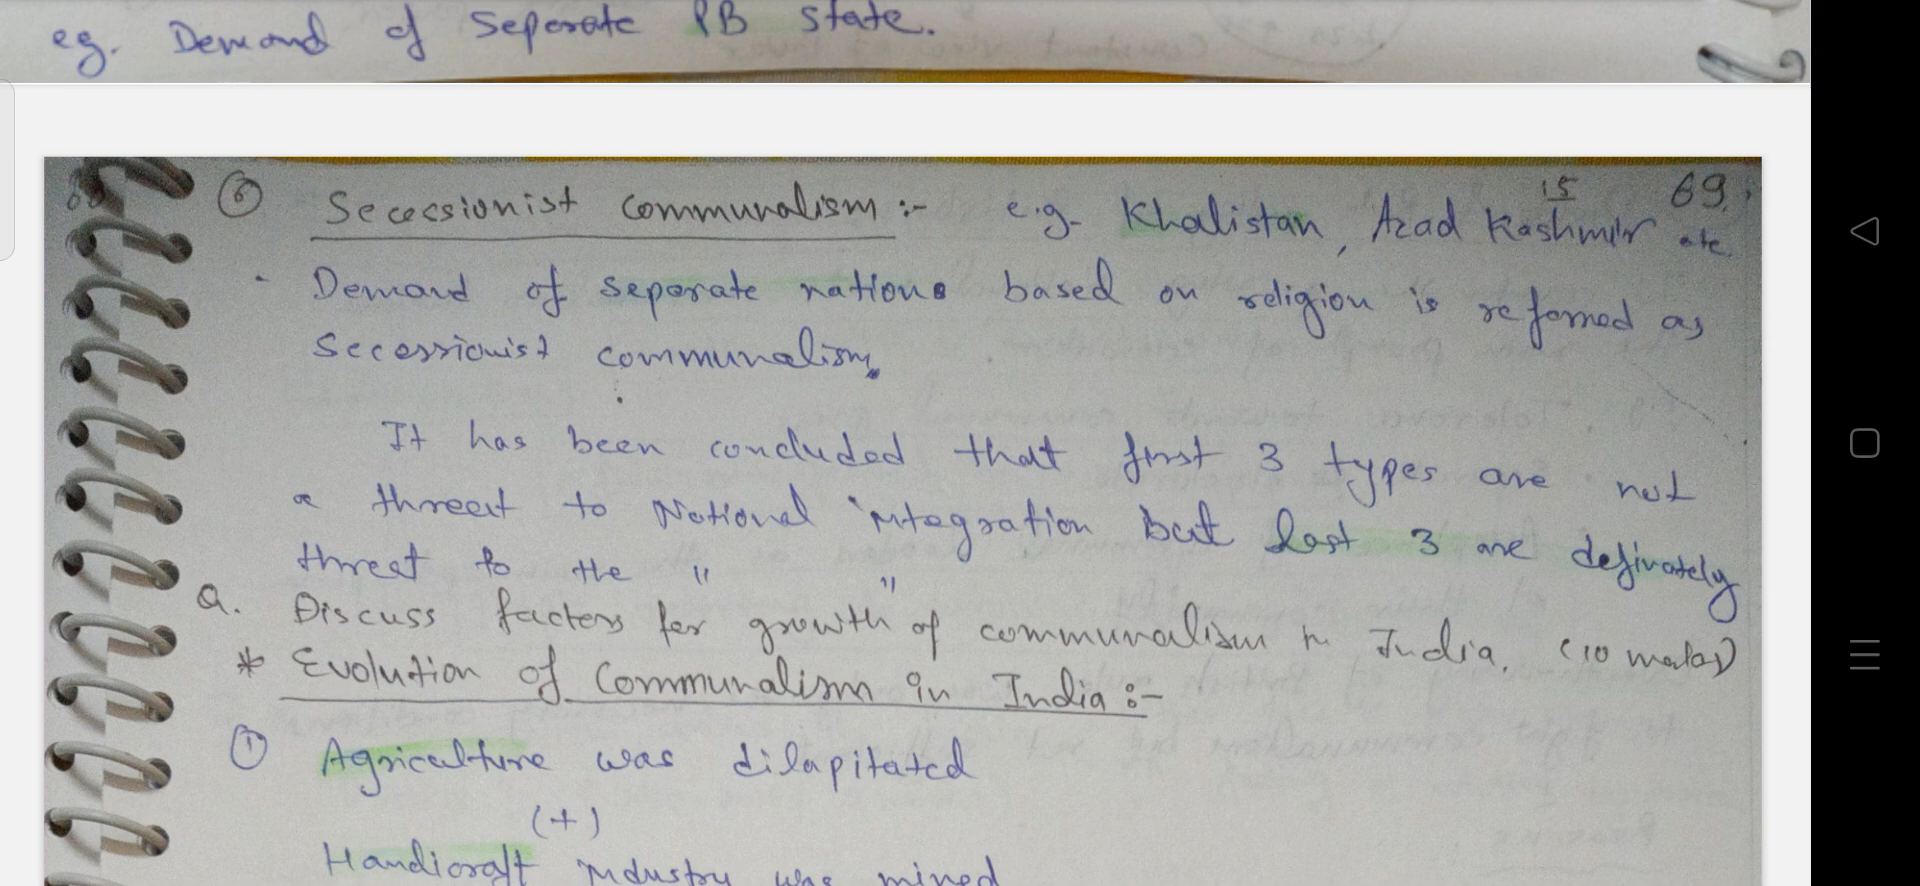 eg. Demand of Seperate PB state.
15 69.
⑥ Secessionist Communalism :- e.g. Khalistan, Azad Kashmir etc.
Demand of Seperate nations based on religion is referred as
Secessionist communalism.
It has been concluded that first 3 types are not
a threat to National integration but last 3 are definately
threat to the " "
Q. Discuss factors for growth of communalism in India. (10 marks)
* Evolution of Communalism in India :-
① Agriculture was dilapitated
(+)
Handicraft industry was ruined